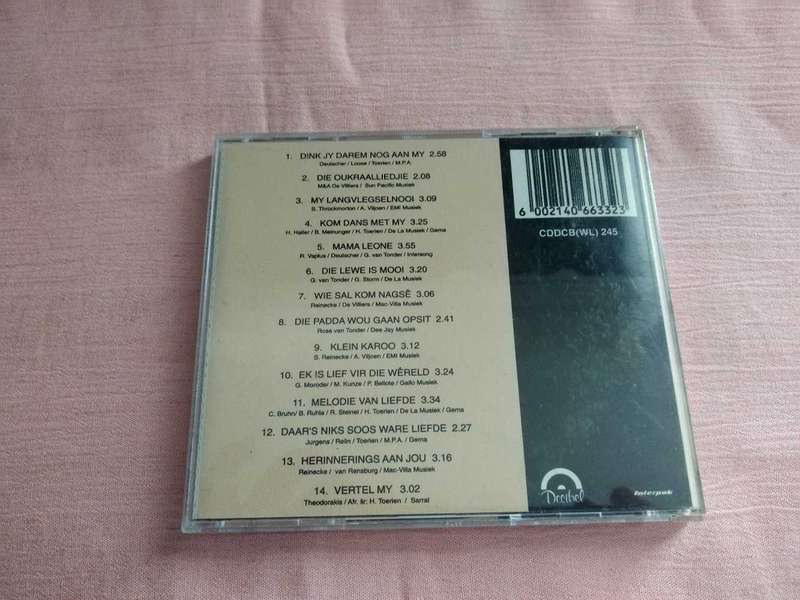 1. DINK JY DAREM NOG AAN MY 2.58
Deutscher / Loose / Toerien / M.P.A.
2. DIE OUKRAALLIEDJIE 2.08
M&A De Villiers / Sun Pacific Musiek
3. MY LANGVLEGSELNOOI 3.09
B. Throckmorton / A. Viljoen / EMI Musiek
4. KOM DANS MET MY 3.25
H. Haller / B. Meinunger / H. Toerien / De La Musiek / Gema
5. MAMA LEONE 3.55
R. Vaplus / Deutscher / G. van Tonder / Intersong
6. DIE LEWE IS MOOI 3.20
G. van Tonder / G. Storm / De La Musiek
7. WIE SAL KOM NAGSÊ 3.06
Reinecke / De Villiers / Mac-Villa Musiek
8. DIE PADDA WOU GAAN OPSIT 2.41
Rose van Tonder / Dee Jay Musiek
9. KLEIN KAROO 3.12
S. Reinecke / A. Viljoen / EMI Musiek
10. EK IS LIEF VIR DIE WÊRELD 3.24
G. Moroder / M. Kunze / P. Bellote / Gallo Musiek
11. MELODIE VAN LIEFDE 3.34
C. Bruhn/ B. Ruhla / R. Steinel / H. Toerien / De La Musiek / Gema
12. DAAR'S NIKS SOOS WARE LIEFDE 2.27
Jurgens / Relin / Toerien / M.P.A. / Gema
13. HERINNERINGS AAN JOU 3.16
Reinecke / van Rensburg / Mac-Villa Musiek
14. VERTEL MY 3.02
Theodorakis / Afr. är: H. Toerien / Sarral
6 002140 663323
CDDCB(WL) 245
Decibel
Interpak